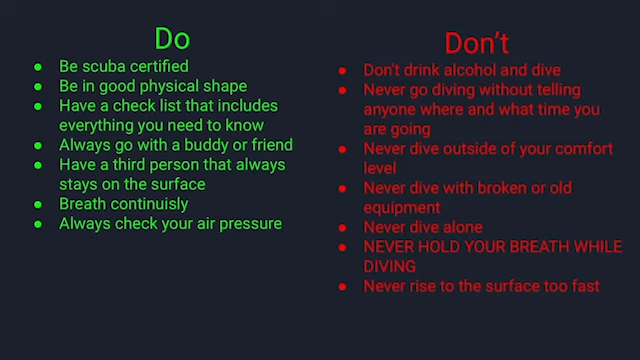 Do
● Be scuba certified
● Be in good physical shape
● Have a check list that includes
everything you need to know
● Always go with a buddy or friend
● Have a third person that always
stays on the surface
● Breath continuisly
● Always check your air pressure
Don't
● Don't drink alcohol and dive
● Never go diving without telling
anyone where and what time you
are going
● Never dive outside of your comfort
level
● Never dive with broken or old
equipment
● Never dive alone
● NEVER HOLD YOUR BREATH WHILE
DIVING
● Never rise to the surface too fast